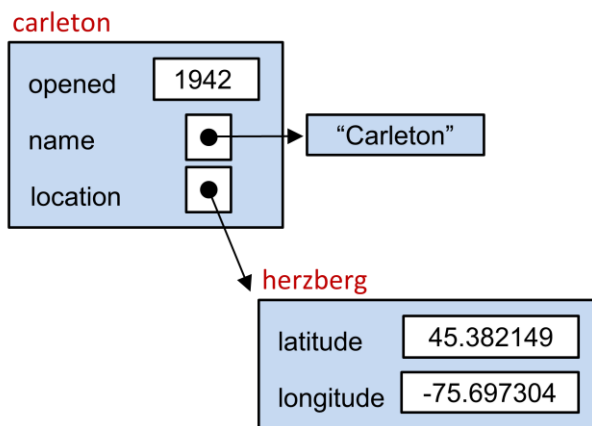 carleton
opened 1942
name “Carleton”
location
herzberg
latitude 45.382149
longitude -75.697304